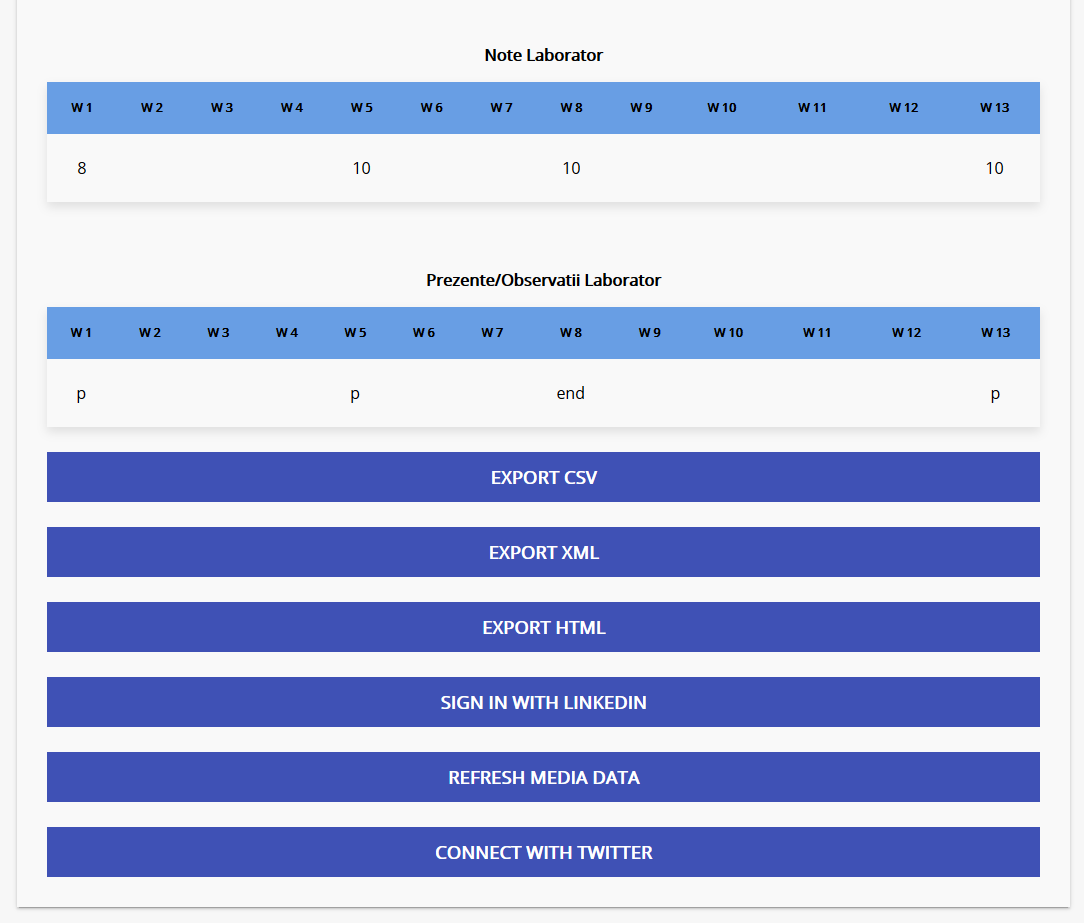 Note Laborator
W 1 W 2 W 3 W 4 W 5 W 6 W 7 W 8 W 9 W 10 W 11 W 12 W 13
8 10 10 10
Prezente/Observatii Laborator
W 1 W 2 W 3 W 4 W 5 W 6 W 7 W 8 W 9 W 10 W 11 W 12 W 13
p p end p
EXPORT CSV
EXPORT XML
EXPORT HTML
SIGN IN WITH LINKEDIN
REFRESH MEDIA DATA
CONNECT WITH TWITTER